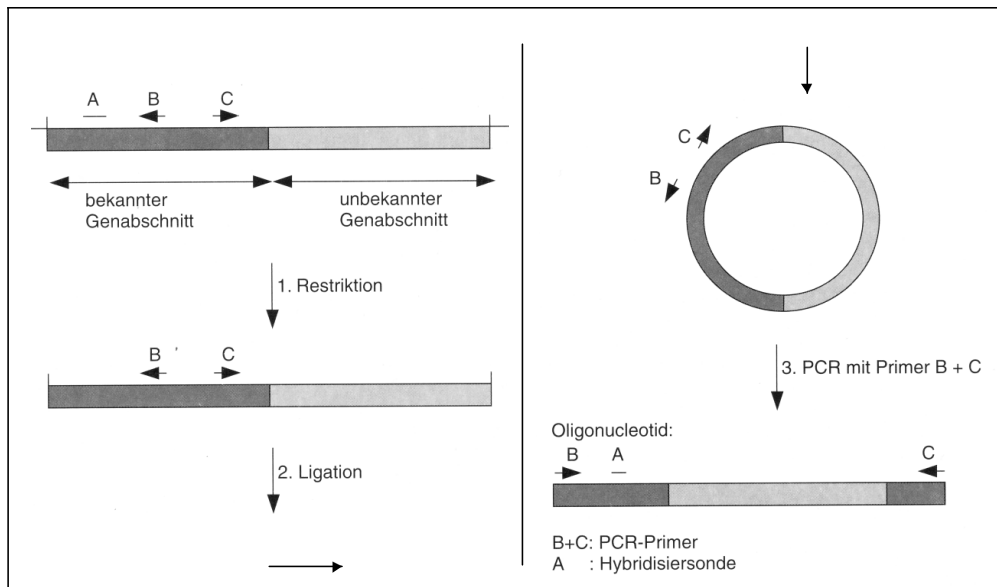 A B C
bekannter
Genabschnitt
unbekannter
Genabschnitt
1. Restriktion
B C
2. Ligation
C
B
3. PCR mit Primer B + C
Oligonucleotid:
B A C
B+C: PCR-Primer
A : Hybridisiersonde